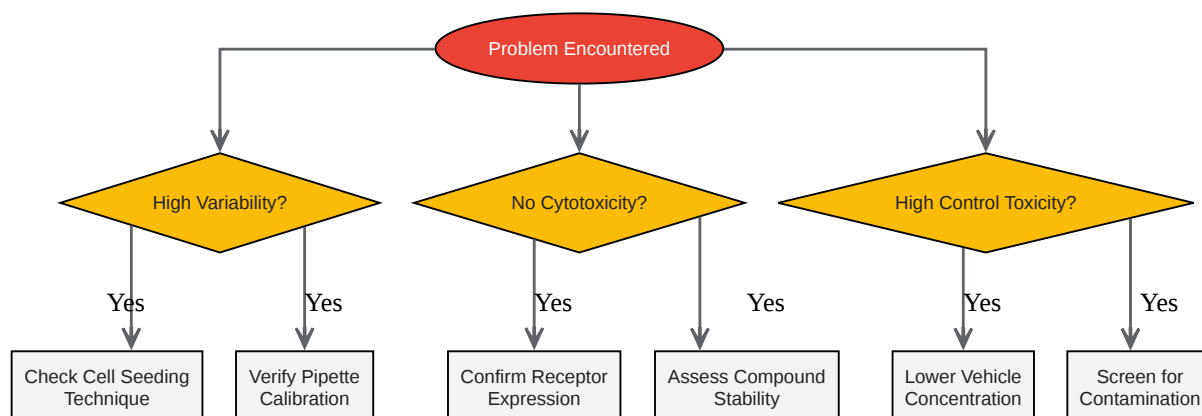 Problem Encountered
High Variability?
No Cytotoxicity?
High Control Toxicity?
Yes
Yes
Yes
Yes
Yes
Yes
Check Cell Seeding
Technique
Verify Pipette
Calibration
Confirm Receptor
Expression
Assess Compound
Stability
Lower Vehicle
Concentration
Screen for
Contamination